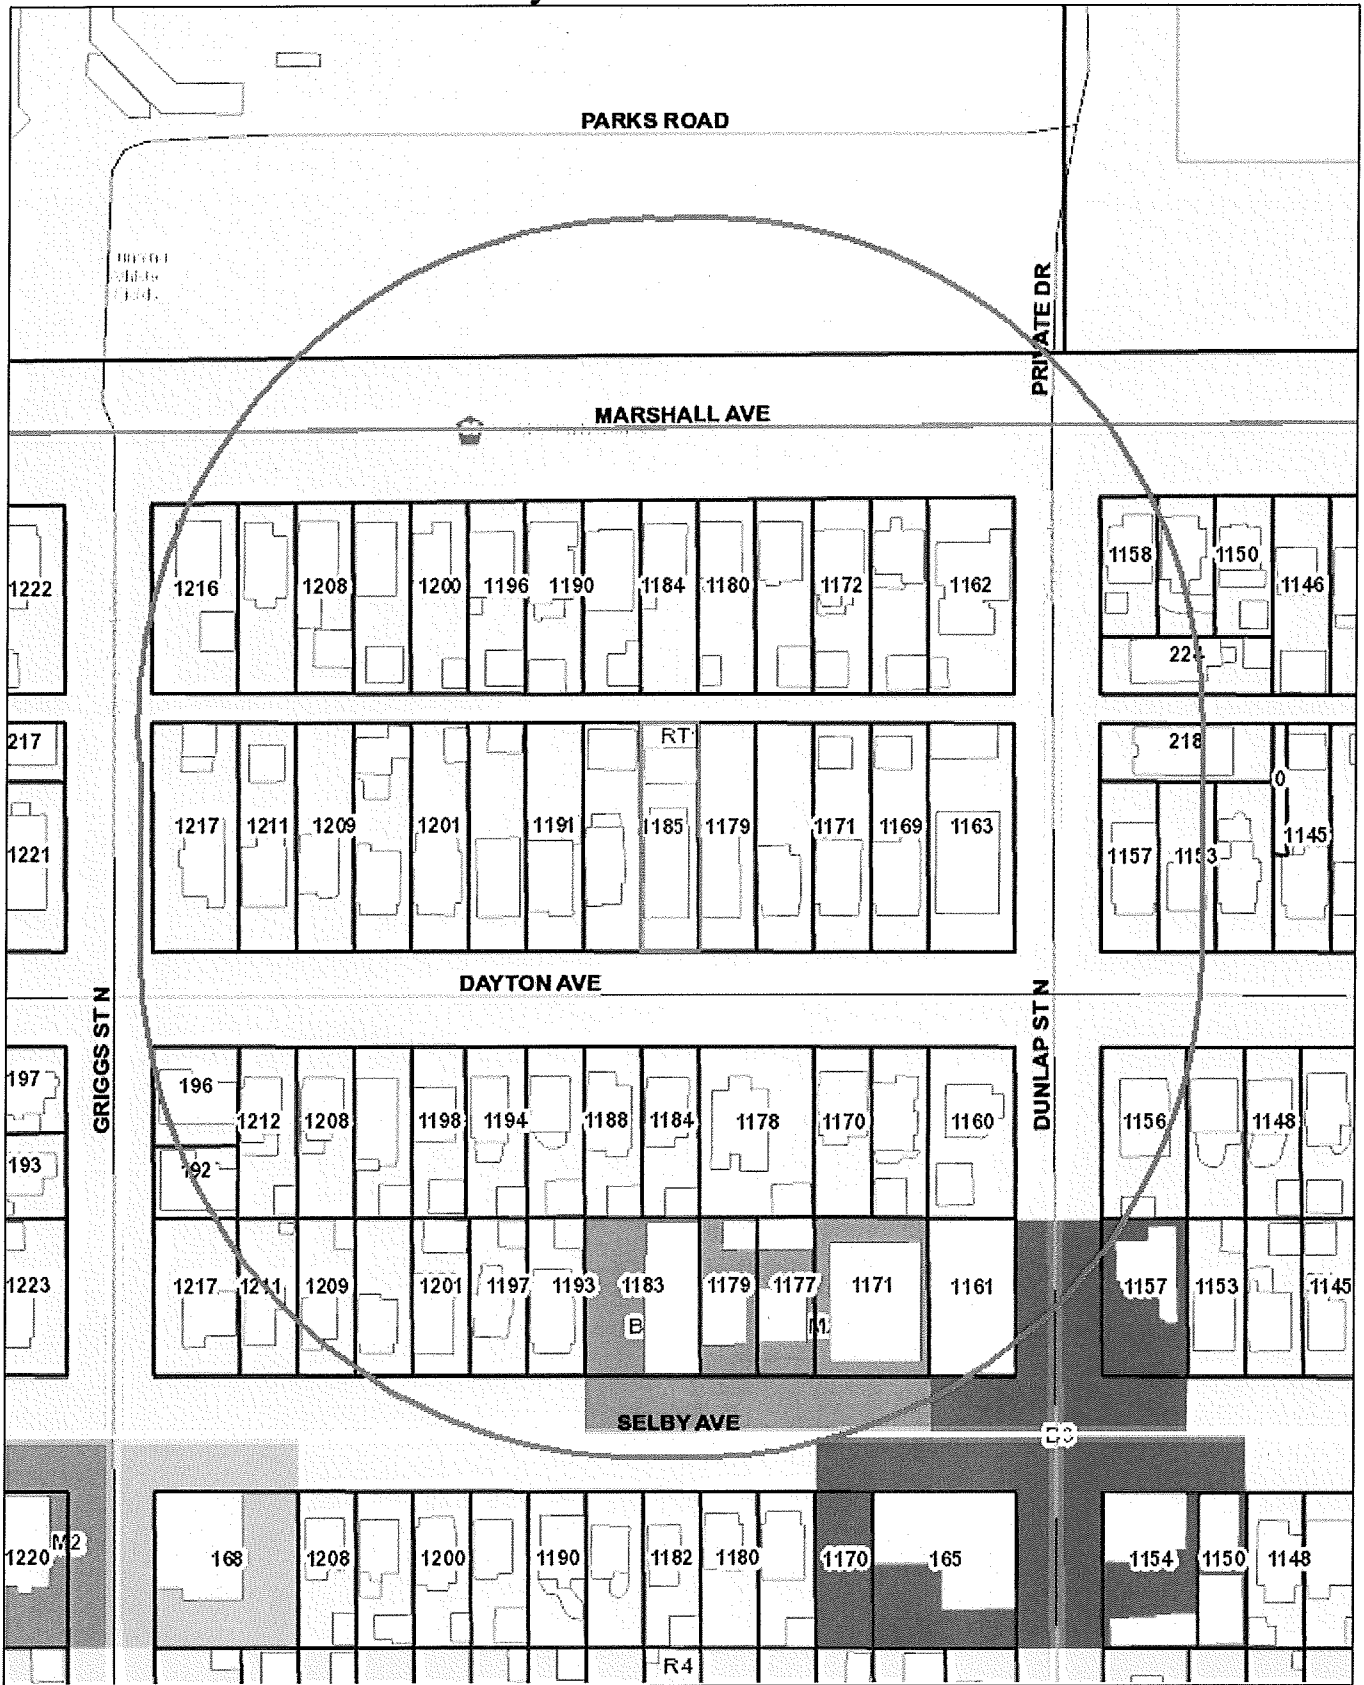 PARKS ROAD
PRIVATE DR
MARSHALL AVE
1222 1216 1208 1200 1196 1190 1184 1180 1172 1162 1158 1150 1146
224
217 RT 218
0
1221 1217 1211 1209 1201 1191 1185 1179 1171 1169 1163 1157 1153 1145
DAYTON AVE
GRIGGS ST N
DUNLAP ST N
197 196 1212 1208 1198 1194 1188 1184 1178 1170 1160 1156 1148
193 192
1223 1217 1211 1209 1201 1197 1193 1183 1179 1177 1171 1161 1157 1153 1145
B
SELBY AVE
M2
1220 168 1208 1200 1190 1182 1180 1170 165 1154 1150 1148
R4